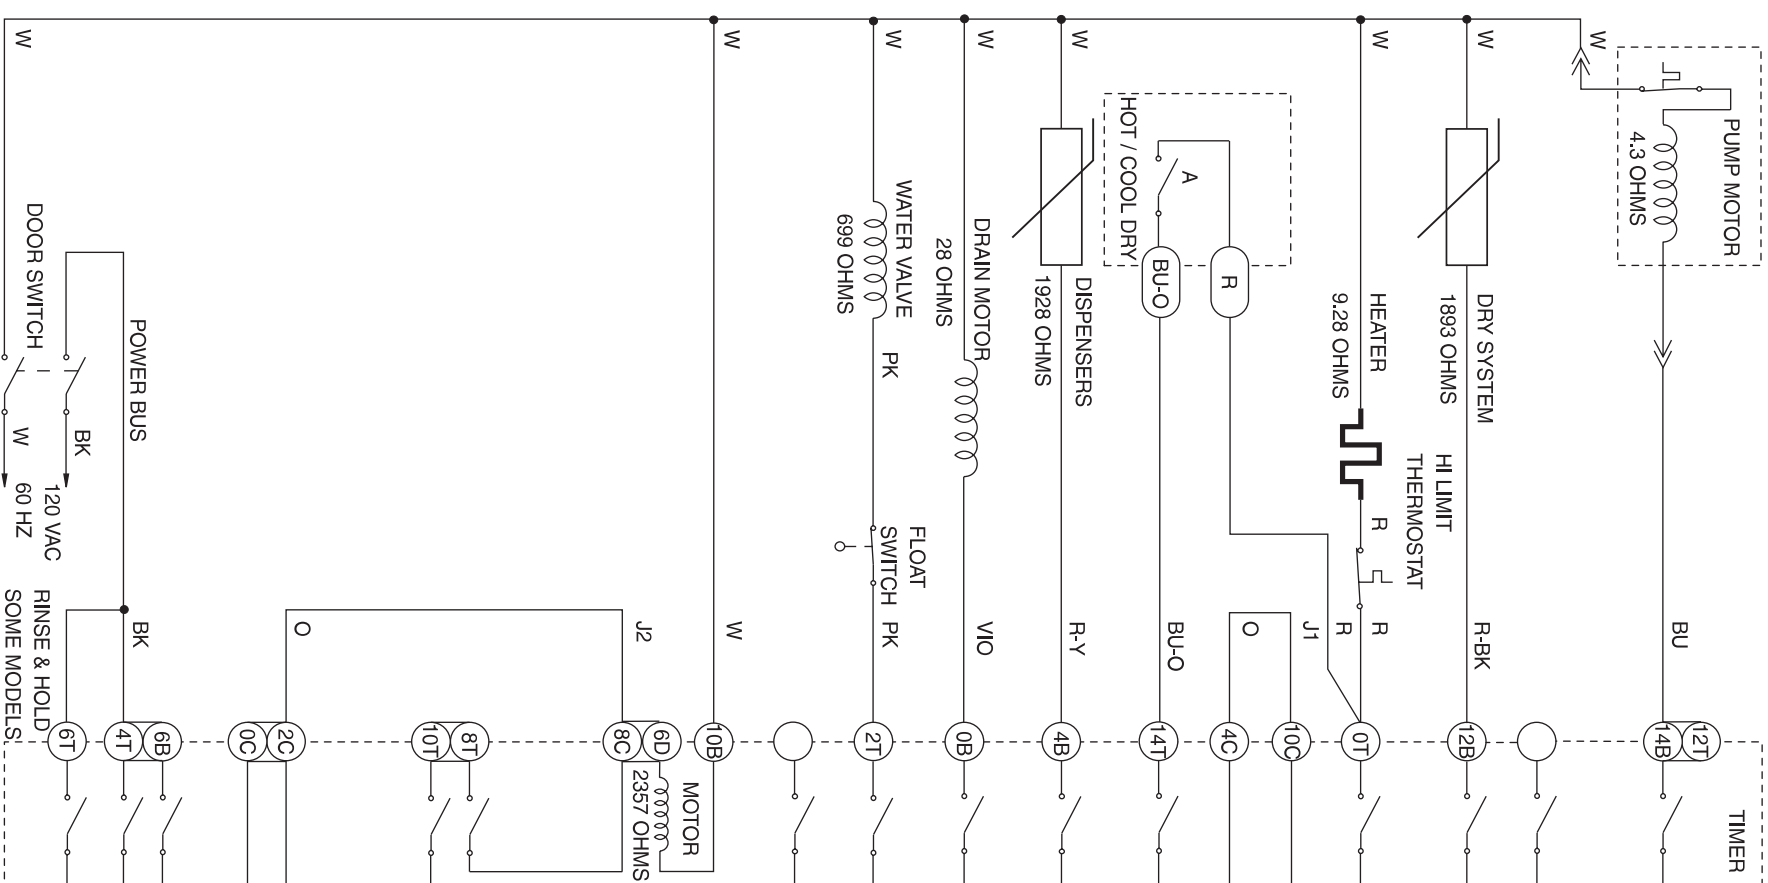 W
W
W
W
W
W
W
W
PUMP MOTOR
4.3 OHMS
HOT / COOL DRY
A
BU-O
R
WATER VALVE
699 OHMS
DRAIN MOTOR
28 OHMS
DISPENSERS
1928 OHMS
HEATER
9.28 OHMS
DRY SYSTEM
1893 OHMS
HI LIMIT
THERMOSTAT
DOOR SWITCH
POWER BUS
BK
W
120 VAC
60 HZ
PK
FLOAT
SWITCH
R
RINSE & HOLD
SOME MODELS
BK
O
J2
W
PK
VIO
R-Y
BU-O
O
J1
R
R
R-BK
BU
6T
4T
6B
0C
2C
10T
8T
8C
6D
10B
2T
0B
4B
14T
4C
10C
0T
12B
14B
12T
MOTOR
2357 OHMS
TIMER